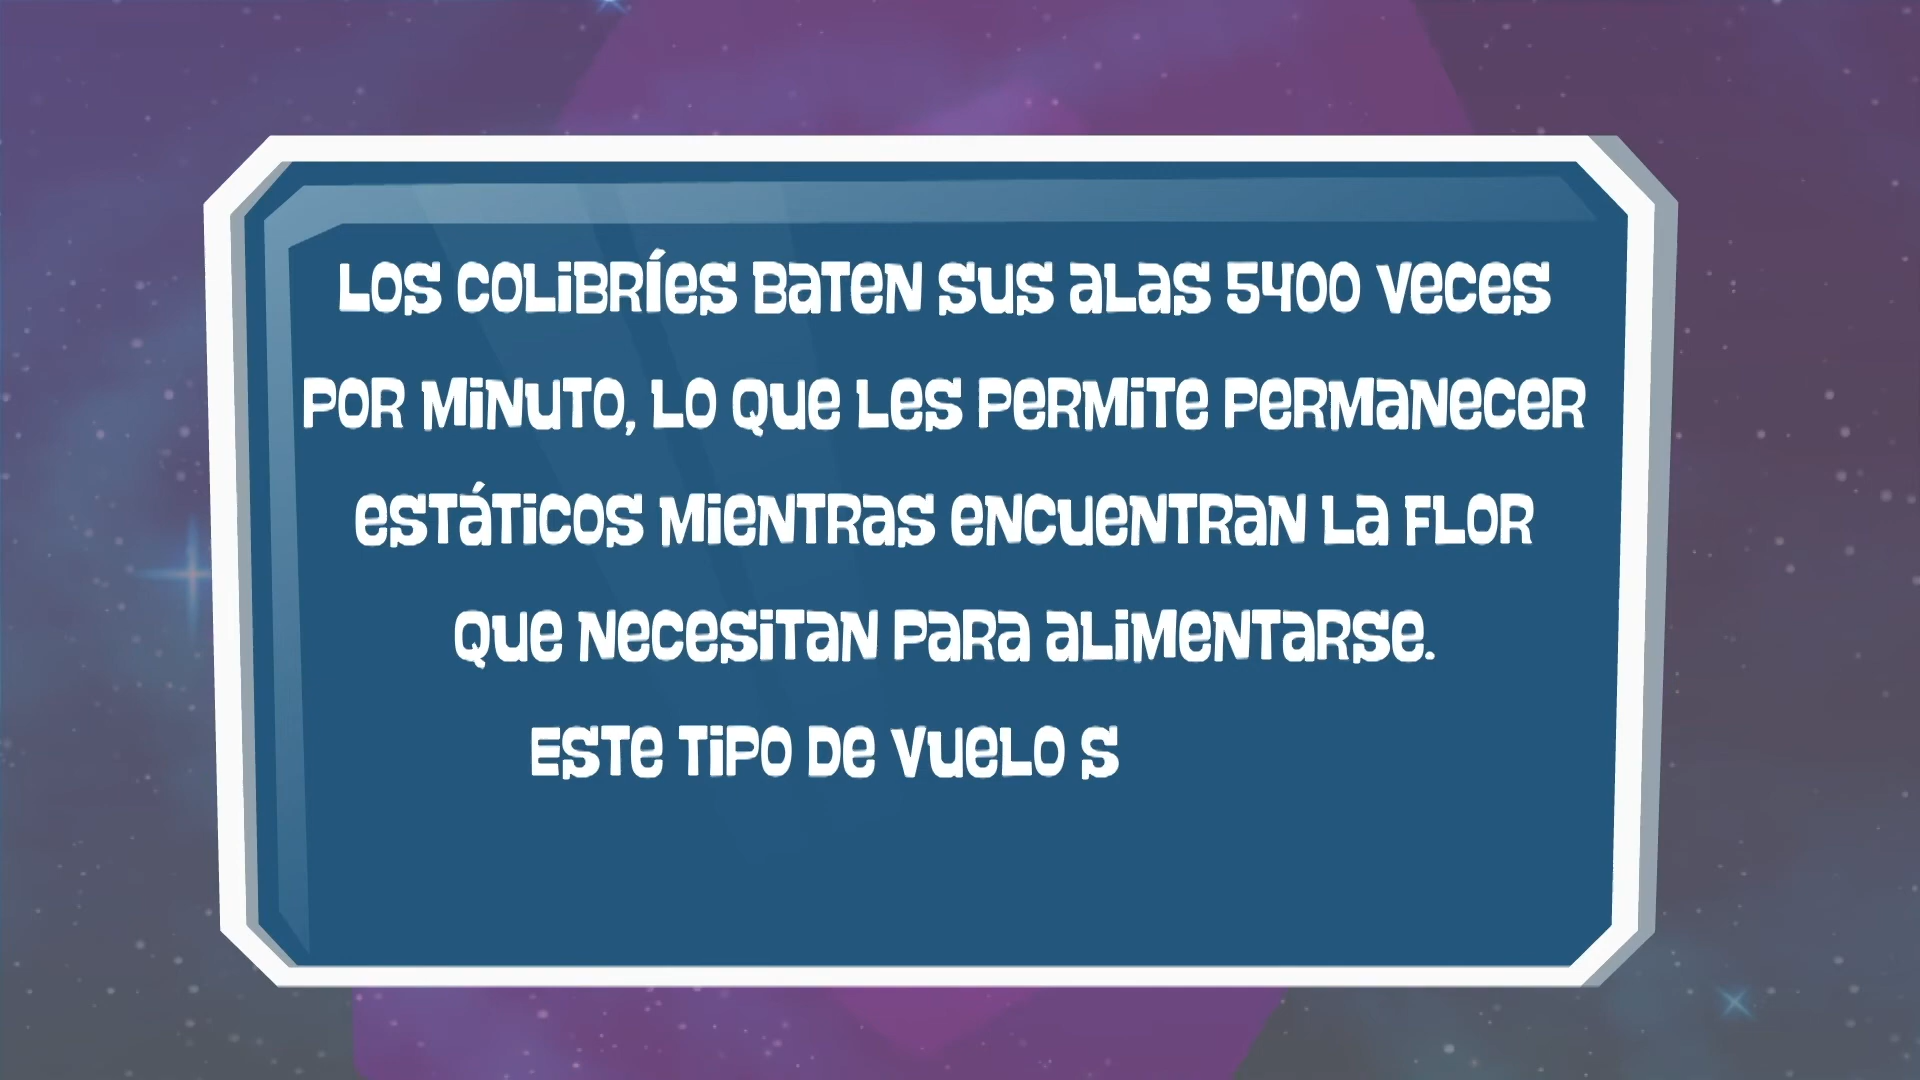 Los colibríes baten sus alas 5400 veces
por minuto, lo que les permite permanecer
estáticos mientras encuentran la flor
que necesitan para alimentarse.
Este tipo de vuelo s